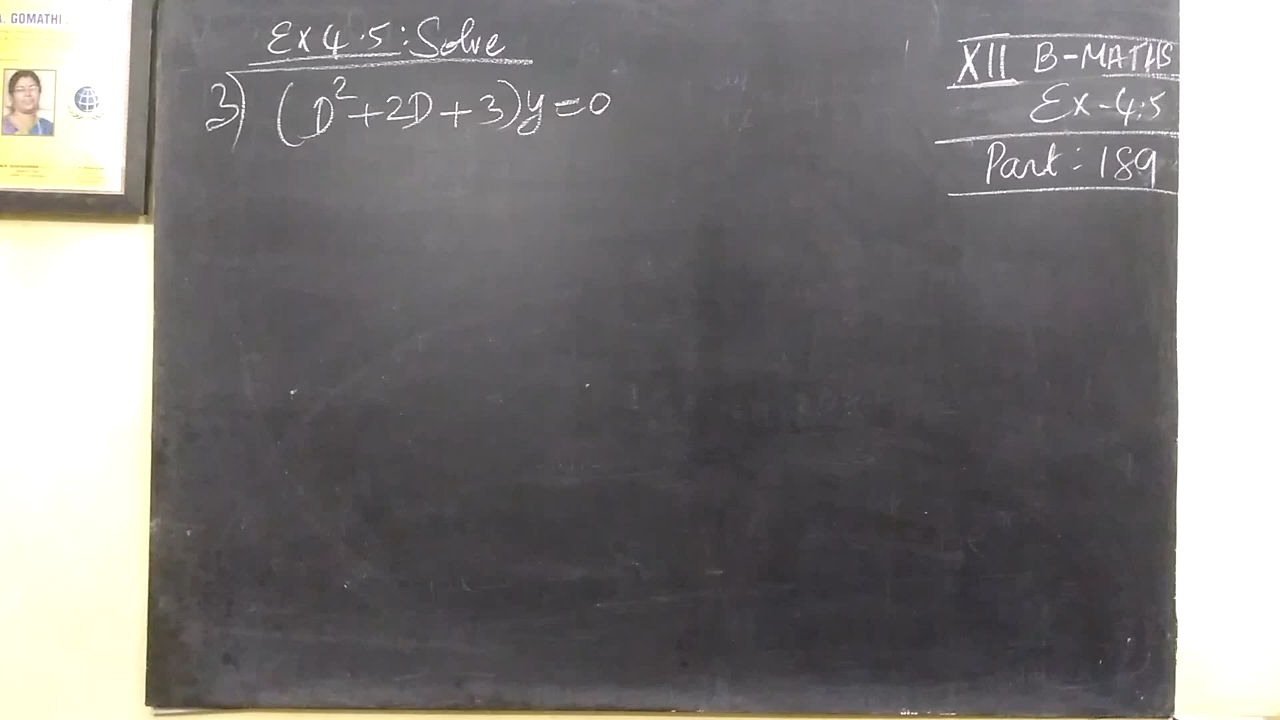 . GOMATHI.
Ex 4.5: Solve
3) (D²+2D+3)y=0
XII B-MATHS
Ex-4.5
Part: 189